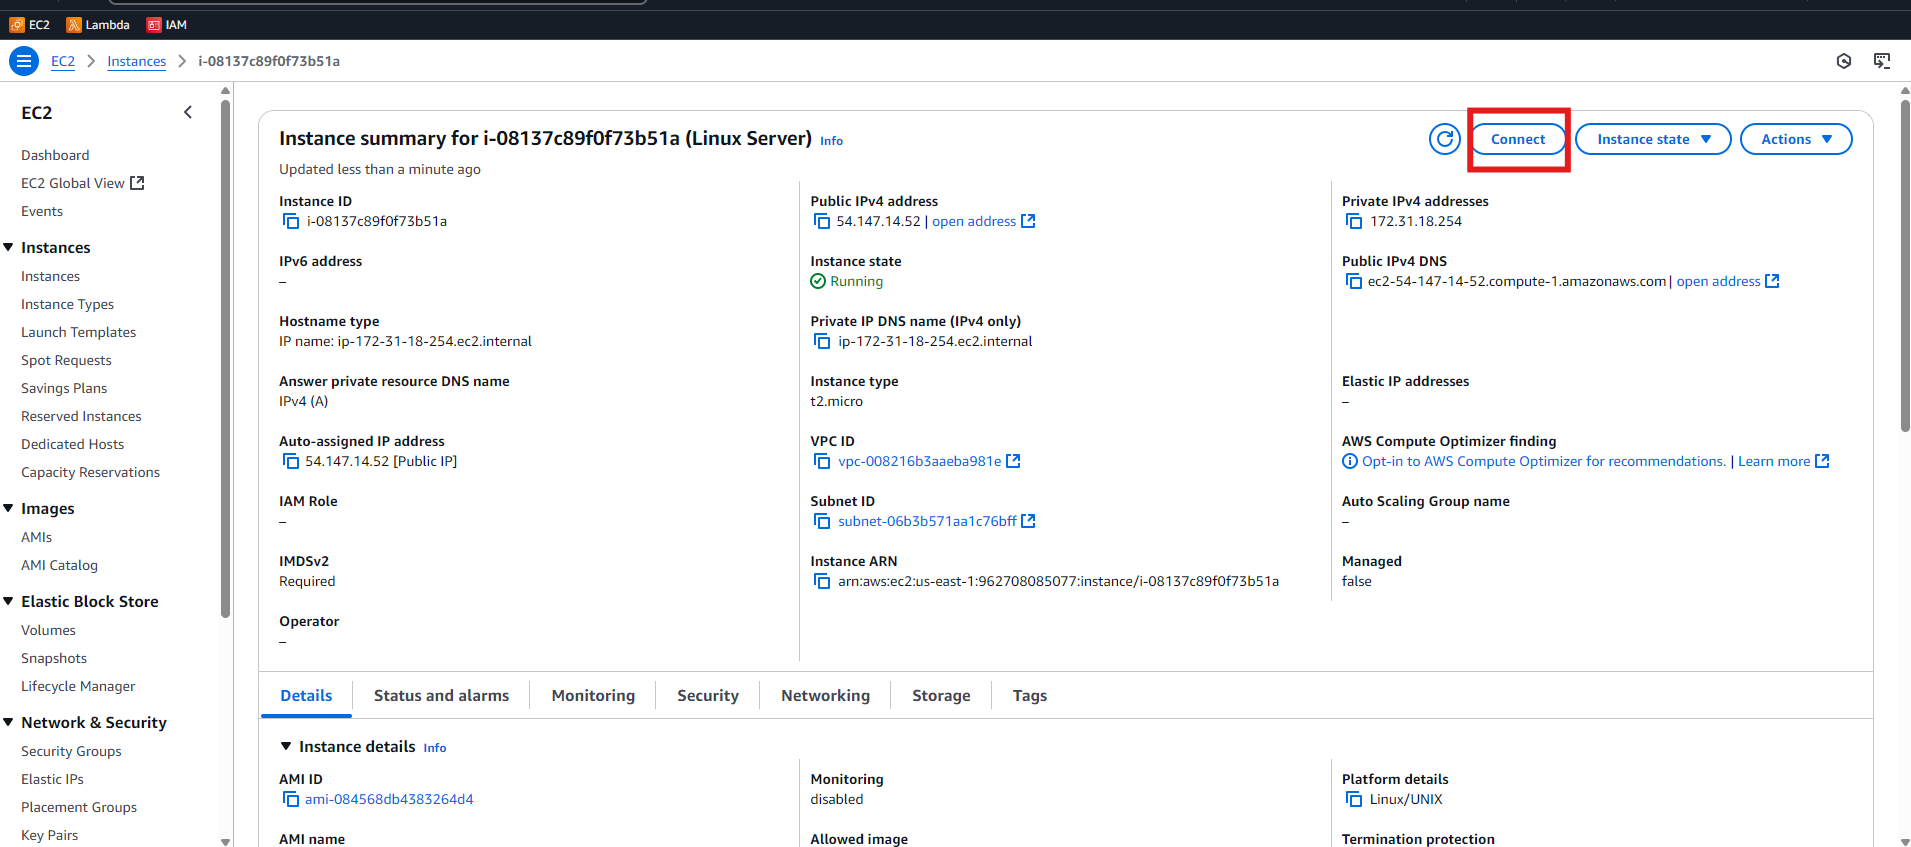 EC2 Lambda IAM
EC2 Instances i-08137c89f0f73b51a
EC2
Dashboard
EC2 Global View
Events
Instances
Instances
Instance Types
Launch Templates
Spot Requests
Savings Plans
Reserved Instances
Dedicated Hosts
Capacity Reservations
Images
AMIs
AMI Catalog
Elastic Block Store
Volumes
Snapshots
Lifecycle Manager
Network & Security
Security Groups
Elastic IPs
Placement Groups
Key Pairs
Instance summary for i-08137c89f0f73b51a (Linux Server) Info
Connect Instance state Actions
Updated less than a minute ago
Instance ID
i-08137c89f0f73b51a
IPv6 address
–
Hostname type
IP name: ip-172-31-18-254.ec2.internal
Answer private resource DNS name
IPv4 (A)
Auto-assigned IP address
54.147.14.52 [Public IP]
IAM Role
–
IMDSv2
Required
Operator
–
Public IPv4 address
54.147.14.52 | open address
Instance state
Running
Private IP DNS name (IPv4 only)
ip-172-31-18-254.ec2.internal
Instance type
t2.micro
VPC ID
vpc-008216b3aaeba981e
Subnet ID
subnet-06b3b571aa1c76bff
Instance ARN
arn:aws:ec2:us-east-1:962708085077:instance/i-08137c89f0f73b51a
Private IPv4 addresses
172.31.18.254
Public IPv4 DNS
ec2-54-147-14-52.compute-1.amazonaws.com | open address
Elastic IP addresses
–
AWS Compute Optimizer finding
Opt-in to AWS Compute Optimizer for recommendations. | Learn more
Auto Scaling Group name
–
Managed
false
Details Status and alarms Monitoring Security Networking Storage Tags
Instance details Info
AMI ID
ami-084568db4383264d4
AMI name
Monitoring
disabled
Allowed image
Platform details
Linux/UNIX
Termination protection